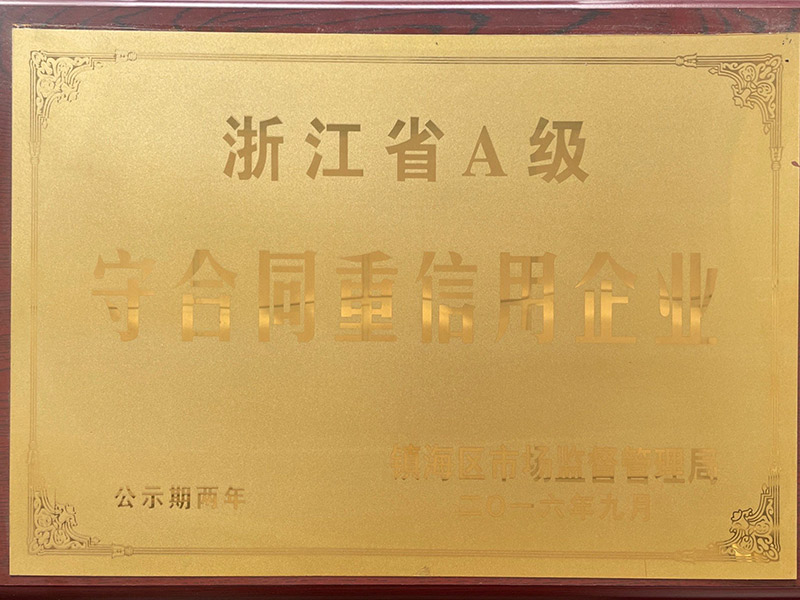 浙江省A级
守合同重信用企业
镇海区市场监督管理局
公示期两年
二〇一六年九月